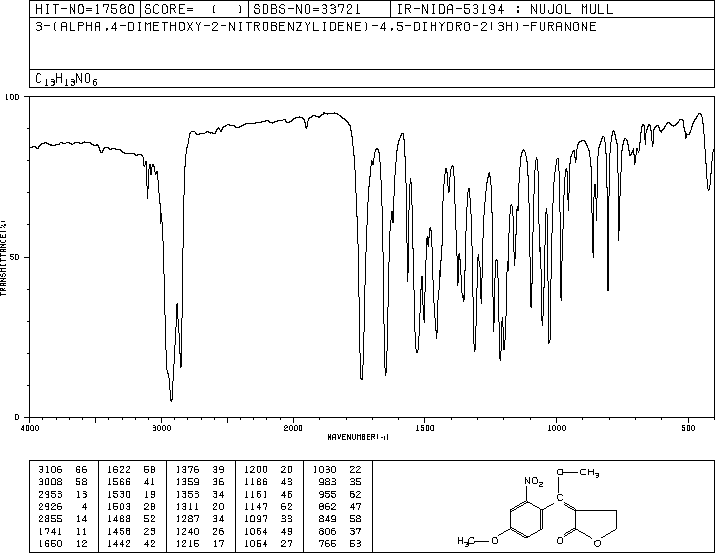 HIT-NO=17580 SCORE= ( ) SDBS-NO=33721 IR-NIDA-53194 : NUJOL MULL
3-(ALPHA,4-DIMETHOXY-2-NITROBENZYLIDENE)-4,5-DIHYDRO-2(3H)-FURANONE
C13H13NO6
100
50
0
TRANSMITTANCE(%)
4000 3000 2000 1500 1000 500
WAVENUMBER(-1)
3106 66 1622 58 1376 39 1200 20 1030 22
3008 58 1566 41 1359 36 1186 43 983 35
2953 13 1530 19 1353 34 1161 46 955 62
2926 4 1503 28 1311 20 1147 62 862 47
2855 14 1488 52 1287 34 1097 33 849 58
1741 11 1458 23 1240 26 1064 49 806 37
1650 12 1442 42 1215 17 1054 27 766 53
O CH3
NO2
C
O
O
O
CH3